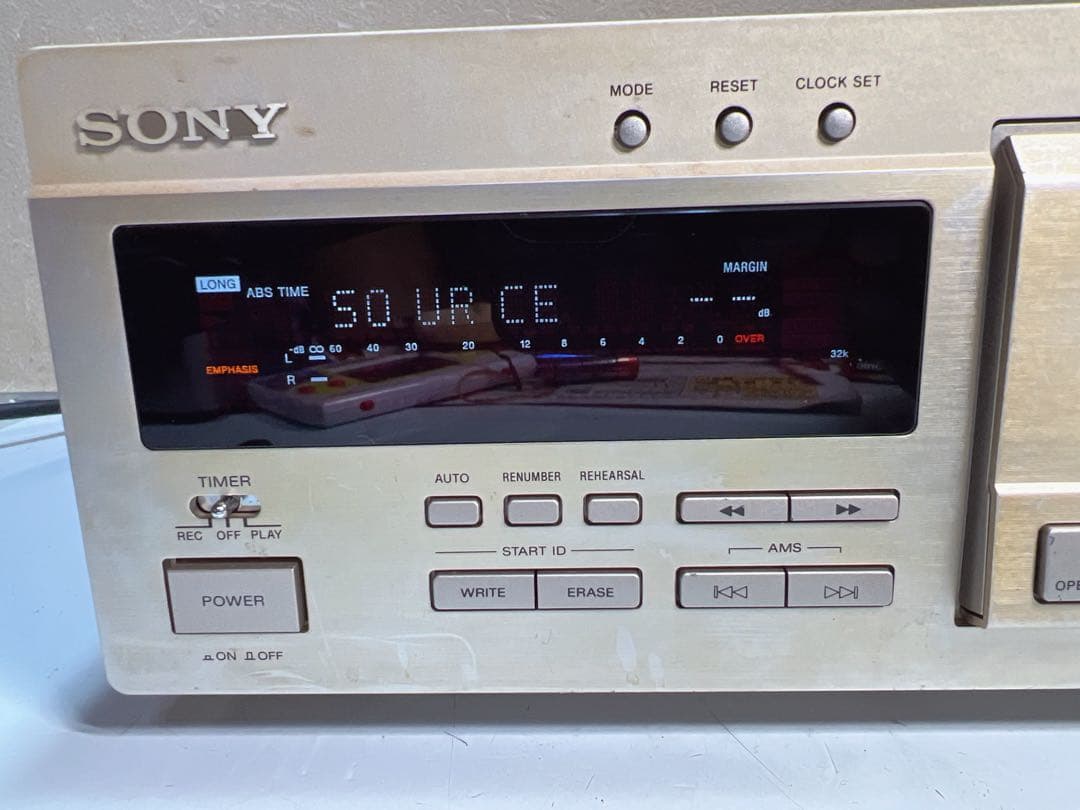 SONY
MODE RESET CLOCK SET
MARGIN
LONG ABS TIME SOURCE -- -- dB
-dB ∞ 60 40 30 20 12 8 6 4 2 0 OVER
L
32k
EMPHASIS
R
TIMER
REC OFF PLAY
AUTO RENUMBER REHEARSAL
START ID
AMS
WRITE ERASE
POWER
ON OFF
OPE